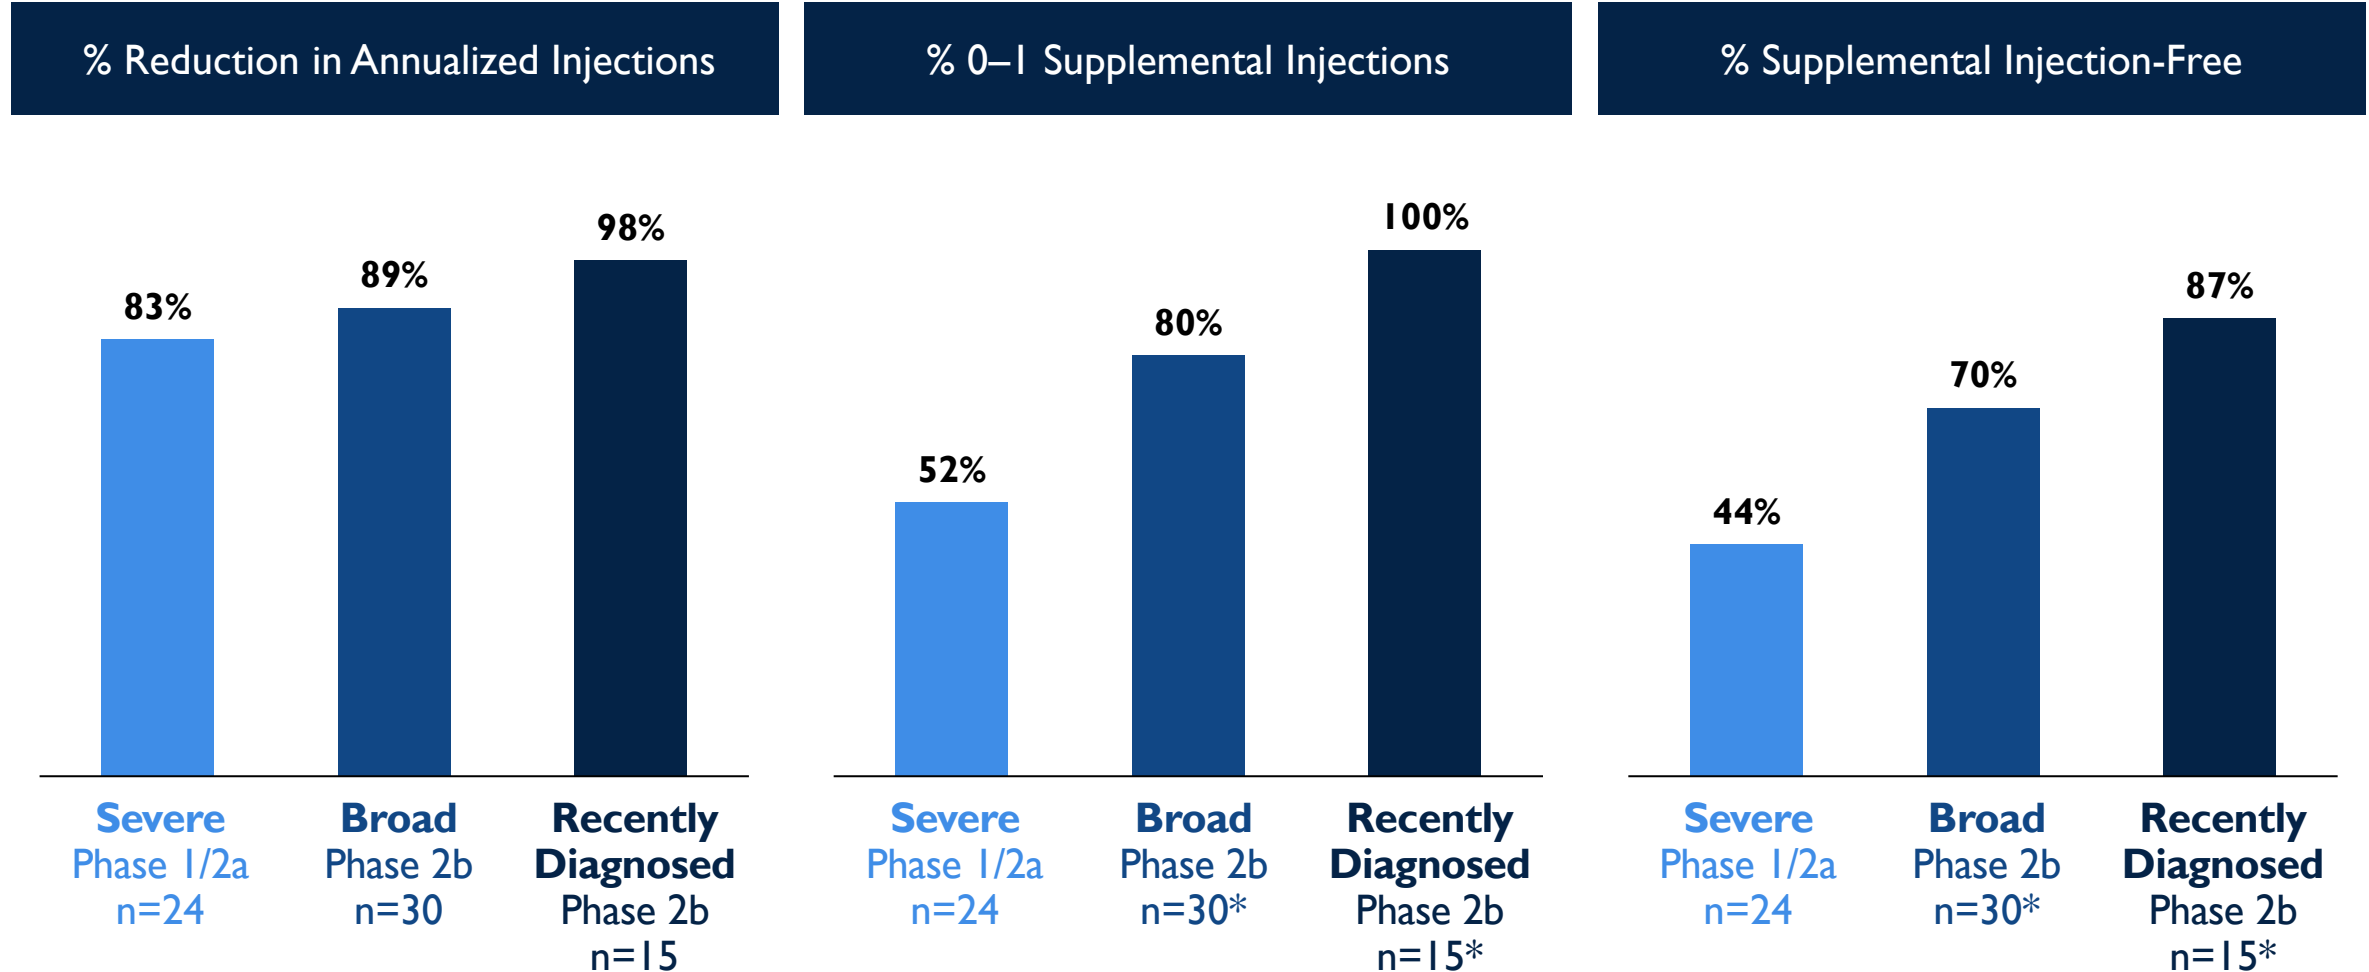 % Reduction in Annualized Injections
83%
89%
98%
Severe
Phase 1/2a
n=24
Broad
Phase 2b
n=30
Recently
Diagnosed
Phase 2b
n=15
% 0–1 Supplemental Injections
52%
80%
100%
Severe
Phase 1/2a
n=24
Broad
Phase 2b
n=30*
Recently
Diagnosed
Phase 2b
n=15*
% Supplemental Injection-Free
44%
70%
87%
Severe
Phase 1/2a
n=24
Broad
Phase 2b
n=30*
Recently
Diagnosed
Phase 2b
n=15*